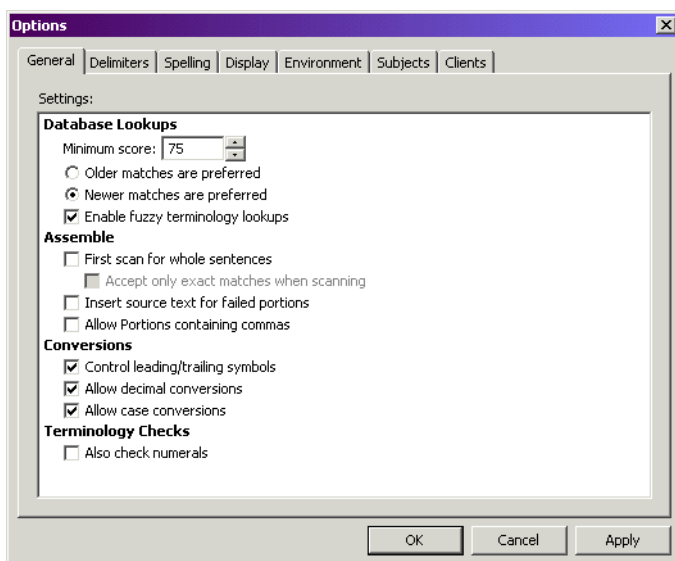 Options
General Delimiters Spelling Display Environment Subjects Clients
Settings:
Database Lookups
Minimum score: 75
Older matches are preferred
Newer matches are preferred
Enable fuzzy terminology lookups
Assemble
First scan for whole sentences
Accept only exact matches when scanning
Insert source text for failed portions
Allow Portions containing commas
Conversions
Control leading/trailing symbols
Allow decimal conversions
Allow case conversions
Terminology Checks
Also check numerals
OK Cancel Apply